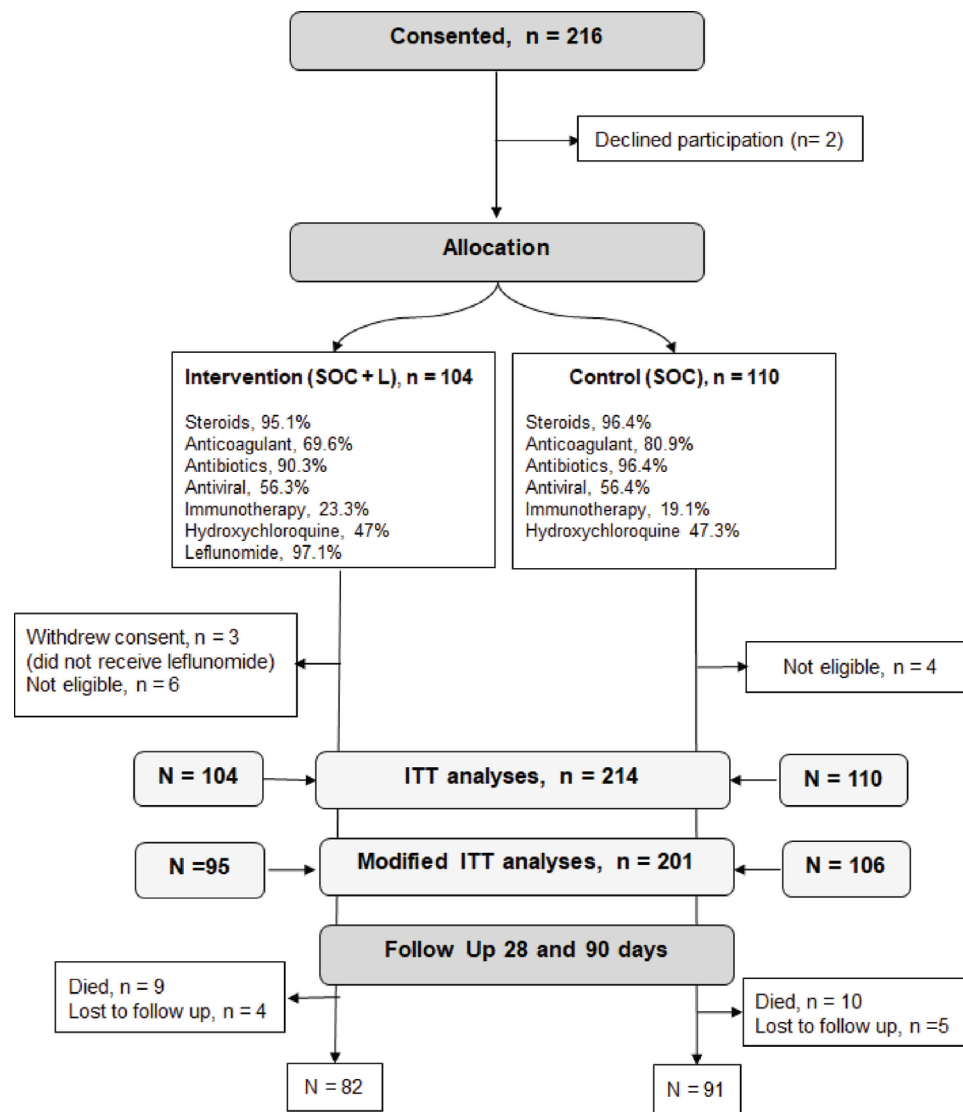 Consented, n = 216
Declined participation (n= 2)
Allocation
Intervention (SOC + L), n = 104
Steroids, 95.1%
Anticoagulant, 69.6%
Antibiotics, 90.3%
Antiviral, 56.3%
Immunotherapy, 23.3%
Hydroxychloroquine, 47%
Leflunomide, 97.1%
Control (SOC), n = 110
Steroids, 96.4%
Anticoagulant, 80.9%
Antibiotics, 96.4%
Antiviral, 56.4%
Immunotherapy, 19.1%
Hydroxychloroquine 47.3%
Withdrew consent, n = 3
(did not receive leflunomide)
Not eligible, n = 6
Not eligible, n = 4
N = 104
ITT analyses, n = 214
N = 110
N =95
Modified ITT analyses, n = 201
N = 106
Follow Up 28 and 90 days
Died, n = 9
Lost to follow up, n = 4
Died, n = 10
Lost to follow up, n =5
N = 82
N = 91